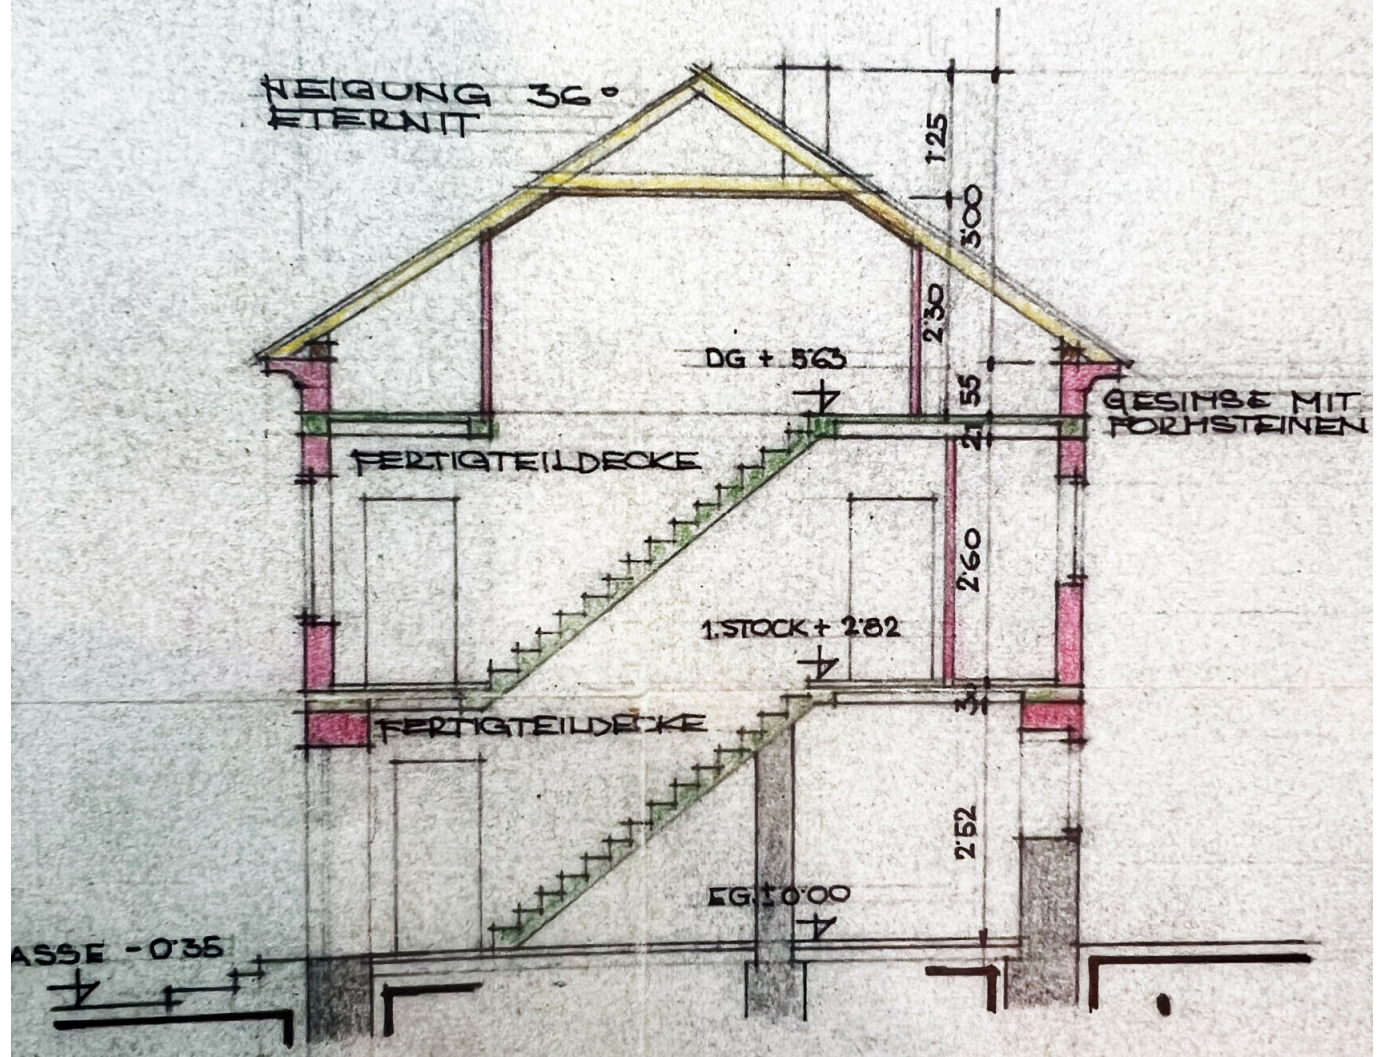 NEIGUNG 36°
ETERNIT
1'25
3'00
2'30
DG + 5'63
55
GESIMSE MIT
FORMSTEINEN
21
FERTIGTEILDECKE
2'60
1.STOCK + 2'82
FERTIGTEILDECKE
2'52
EG ± 0'00
ASSE - 0'35